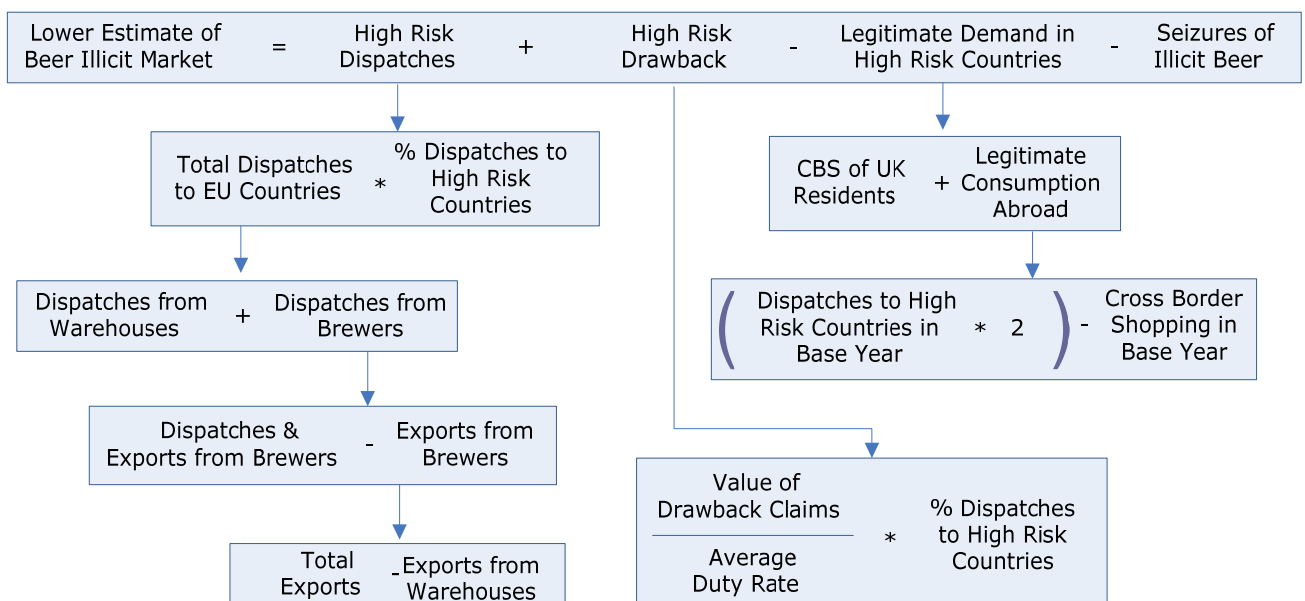 Lower Estimate of
Beer Illicit Market
=
High Risk
Dispatches
+
High Risk
Drawback
-
Legitimate Demand in
High Risk Countries
-
Seizures of
Illicit Beer
Total Dispatches
to EU Countries
*
% Dispatches to
High Risk
Countries
CBS of UK
Residents
+
Legitimate
Consumption
Abroad
Dispatches from
Warehouses
+
Dispatches from
Brewers
(
Dispatches to High
Risk Countries in
Base Year
* 2
)
-
Cross Border
Shopping in
Base Year
Dispatches &
Exports from Brewers
-
Exports from
Brewers
Value of
Drawback Claims
Average
Duty Rate
*
% Dispatches
to High Risk
Countries
Total
Exports
-
Exports from
Warehouses